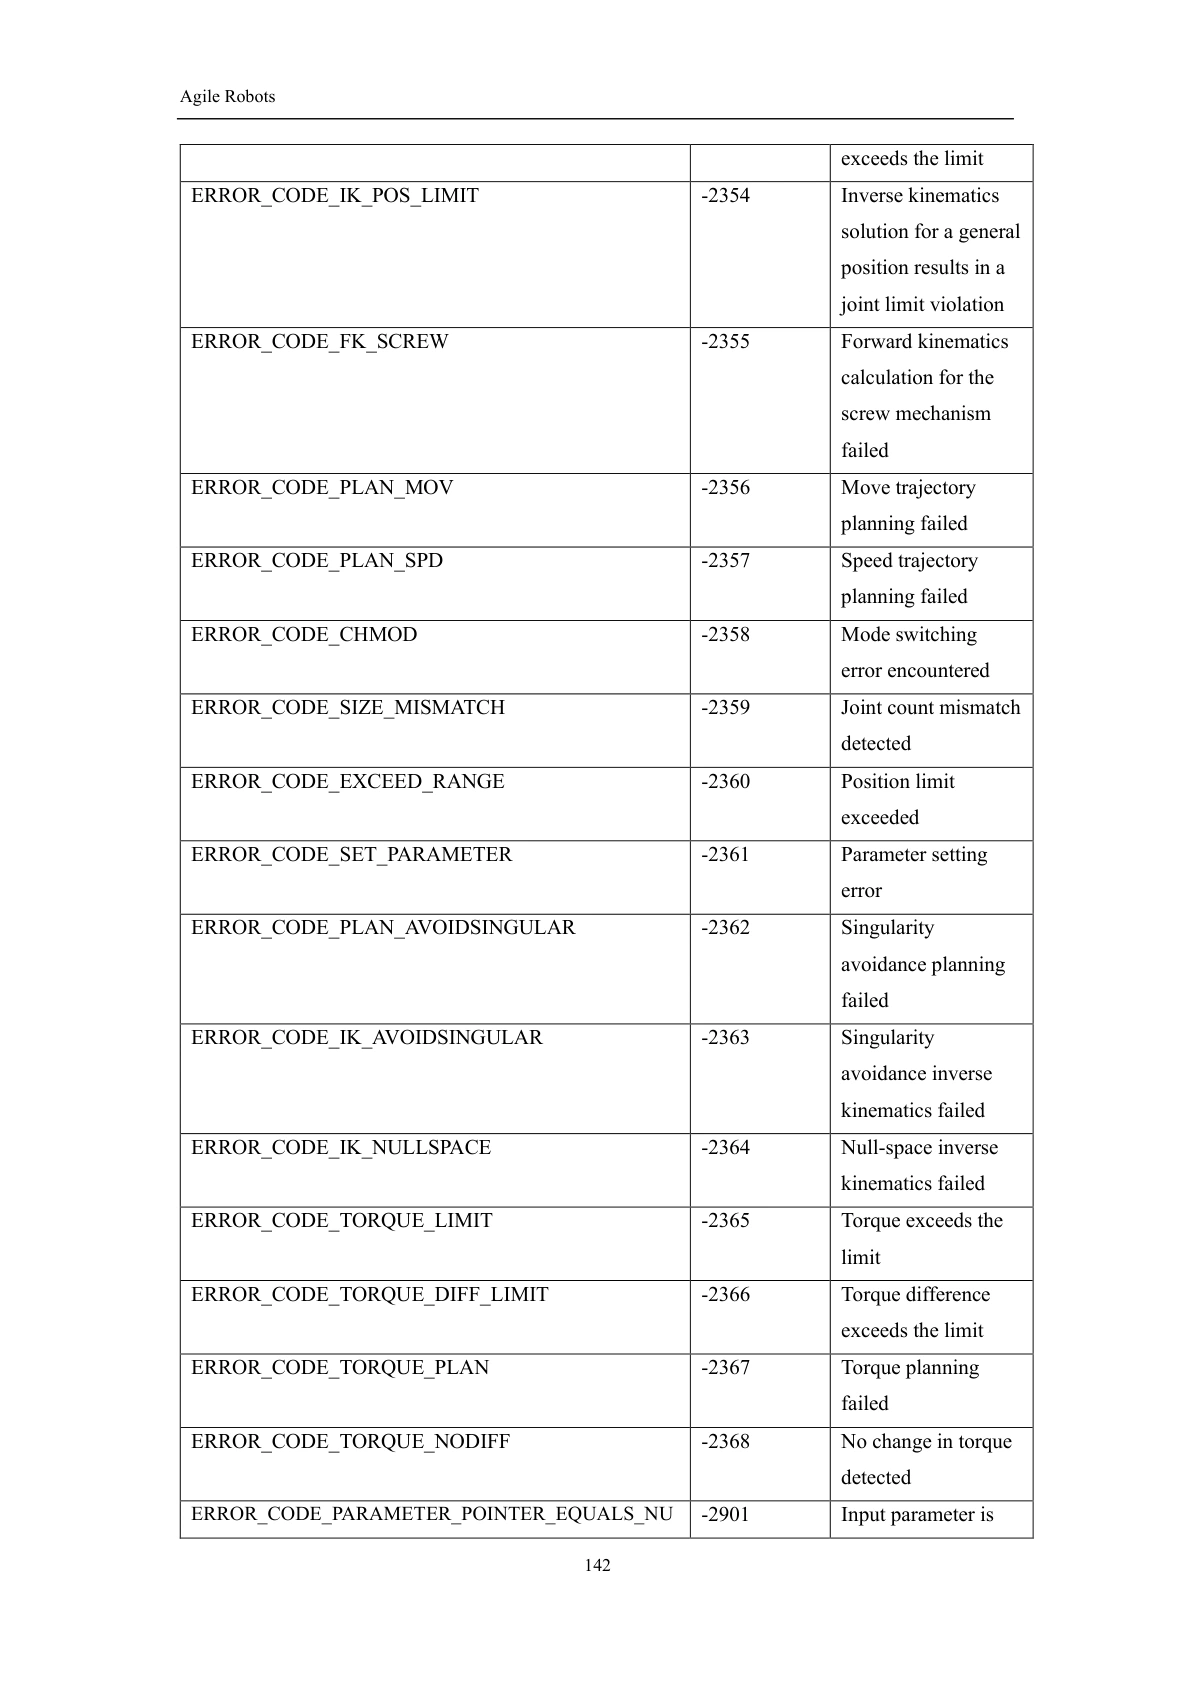 Agile Robots
exceeds the limit
ERROR_CODE_IK_POS_LIMIT -2354 Inverse kinematics
solution for a general
position results in a
joint limit violation
ERROR_CODE_FK_SCREW -2355 Forward kinematics
calculation for the
screw mechanism
failed
ERROR_CODE_PLAN_MOV -2356 Move trajectory
planning failed
ERROR_CODE_PLAN_SPD -2357 Speed trajectory
planning failed
ERROR_CODE_CHMOD -2358 Mode switching
error encountered
ERROR_CODE_SIZE_MISMATCH -2359 Joint count mismatch
detected
ERROR_CODE_EXCEED_RANGE -2360 Position limit
exceeded
ERROR_CODE_SET_PARAMETER -2361 Parameter setting
error
ERROR_CODE_PLAN_AVOIDSINGULAR -2362 Singularity
avoidance planning
failed
ERROR_CODE_IK_AVOIDSINGULAR -2363 Singularity
avoidance inverse
kinematics failed
ERROR_CODE_IK_NULLSPACE -2364 Null-space inverse
kinematics failed
ERROR_CODE_TORQUE_LIMIT -2365 Torque exceeds the
limit
ERROR_CODE_TORQUE_DIFF_LIMIT -2366 Torque difference
exceeds the limit
ERROR_CODE_TORQUE_PLAN -2367 Torque planning
failed
ERROR_CODE_TORQUE_NODIFF -2368 No change in torque
detected
ERROR_CODE_PARAMETER_POINTER_EQUALS_NU -2901 Input parameter is
142